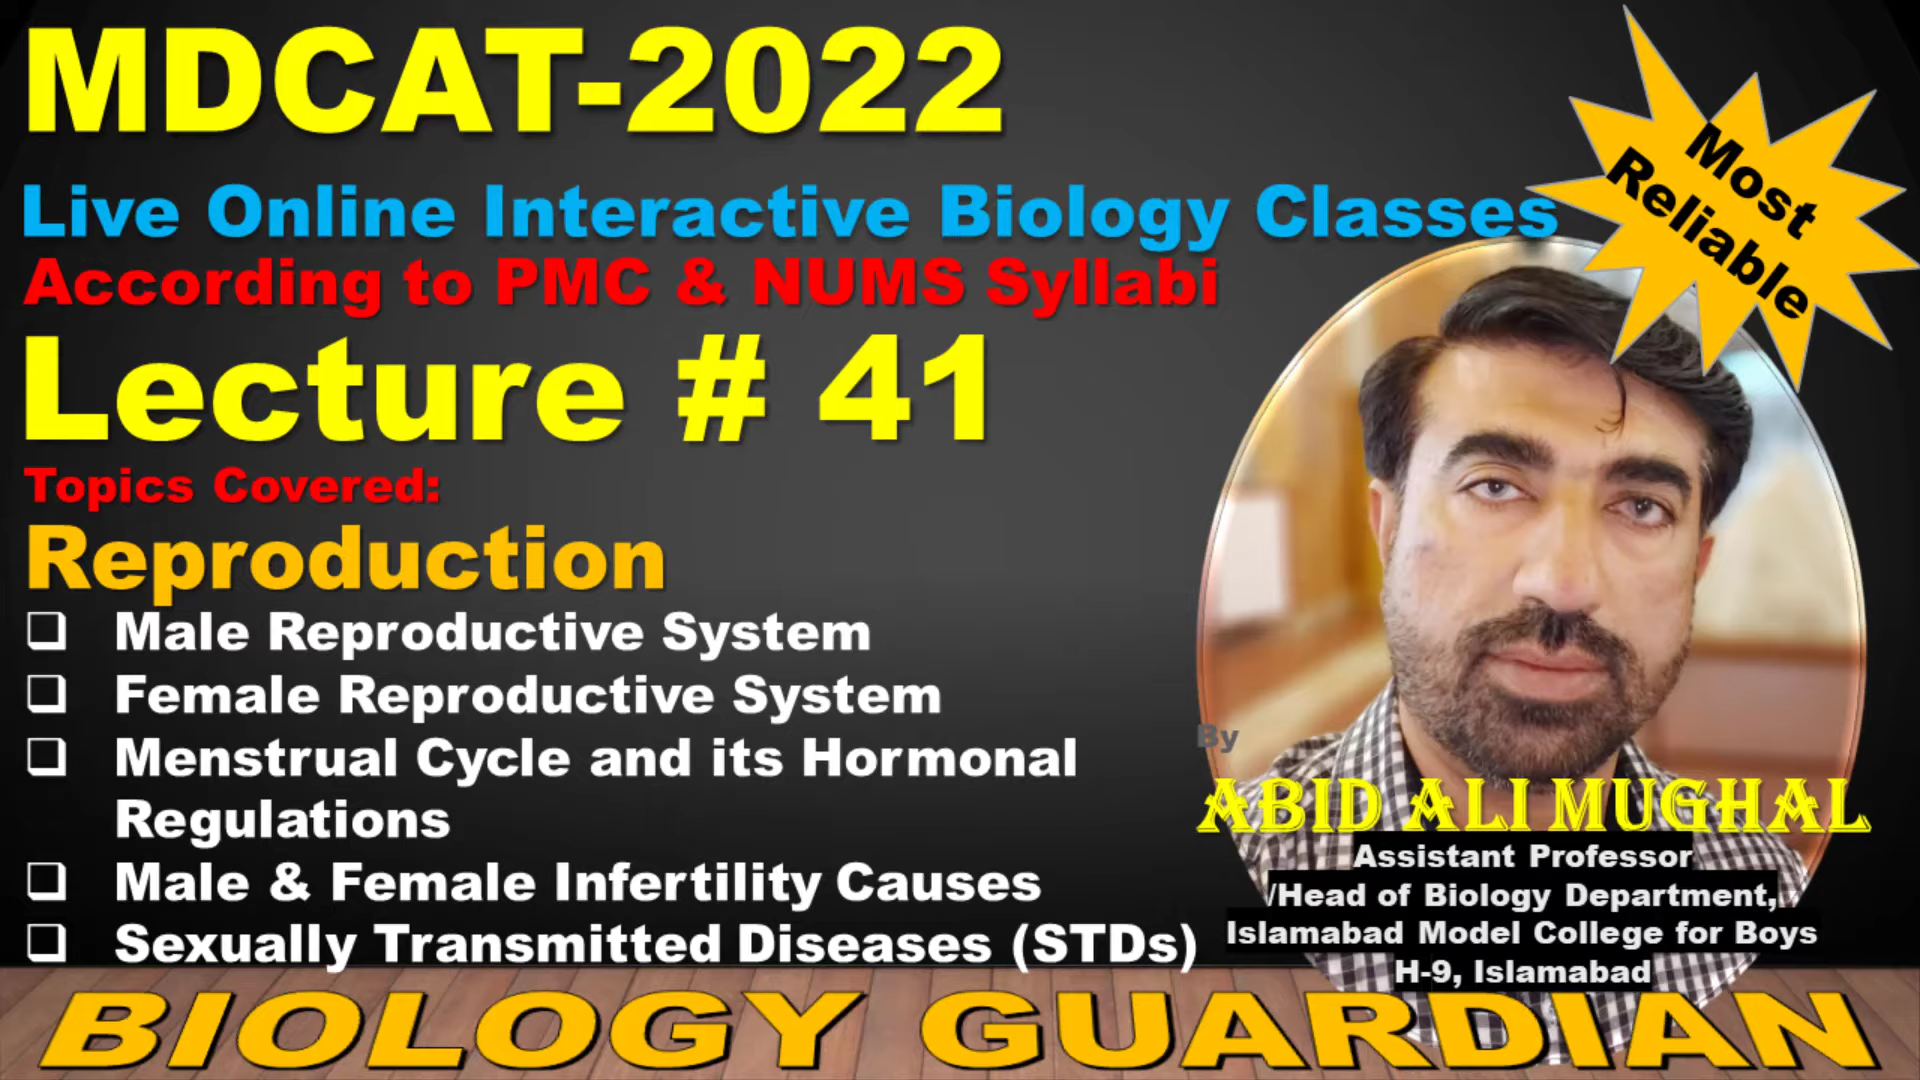 MDCAT-2022
Live Online Interactive Biology Classes
According to PMC & NUMS Syllabi
Most
Reliable
Lecture # 41
Topics Covered:
Reproduction
❑ Male Reproductive System
❑ Female Reproductive System
❑ Menstrual Cycle and its Hormonal
Regulations
❑ Male & Female Infertility Causes
❑ Sexually Transmitted Diseases (STDs)
By
ABID ALI MUGHAL
Assistant Professor
/Head of Biology Department,
Islamabad Model College for Boys
H-9, Islamabad
BIOLOGY GUARDIAN